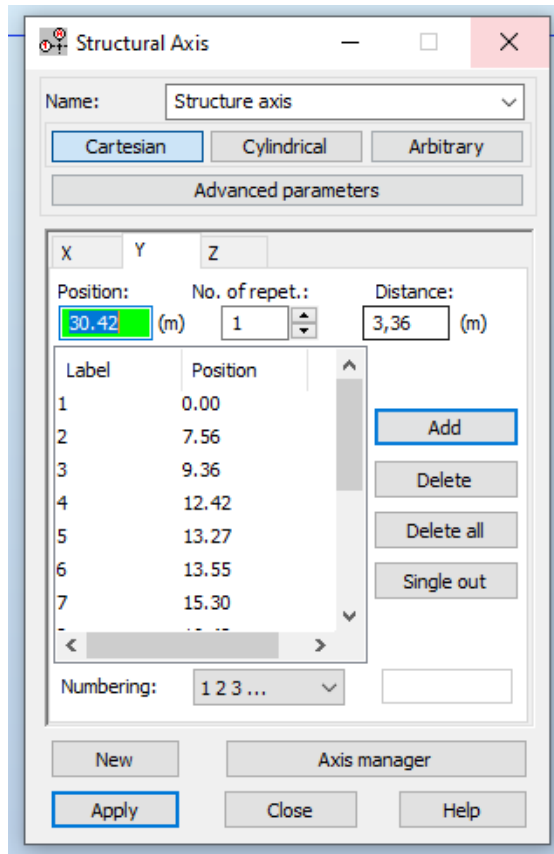 Structural Axis
Name: Structure axis
Cartesian Cylindrical Arbitrary
Advanced parameters
X Y Z
Position: No. of repet.: Distance:
30.42 (m) 1 3,36 (m)
Label Position
1 0.00
2 7.56
3 9.36
4 12.42
5 13.27
6 13.55
7 15.30
Add
Delete
Delete all
Single out
Numbering: 1 2 3 ...
New Axis manager
Apply Close Help